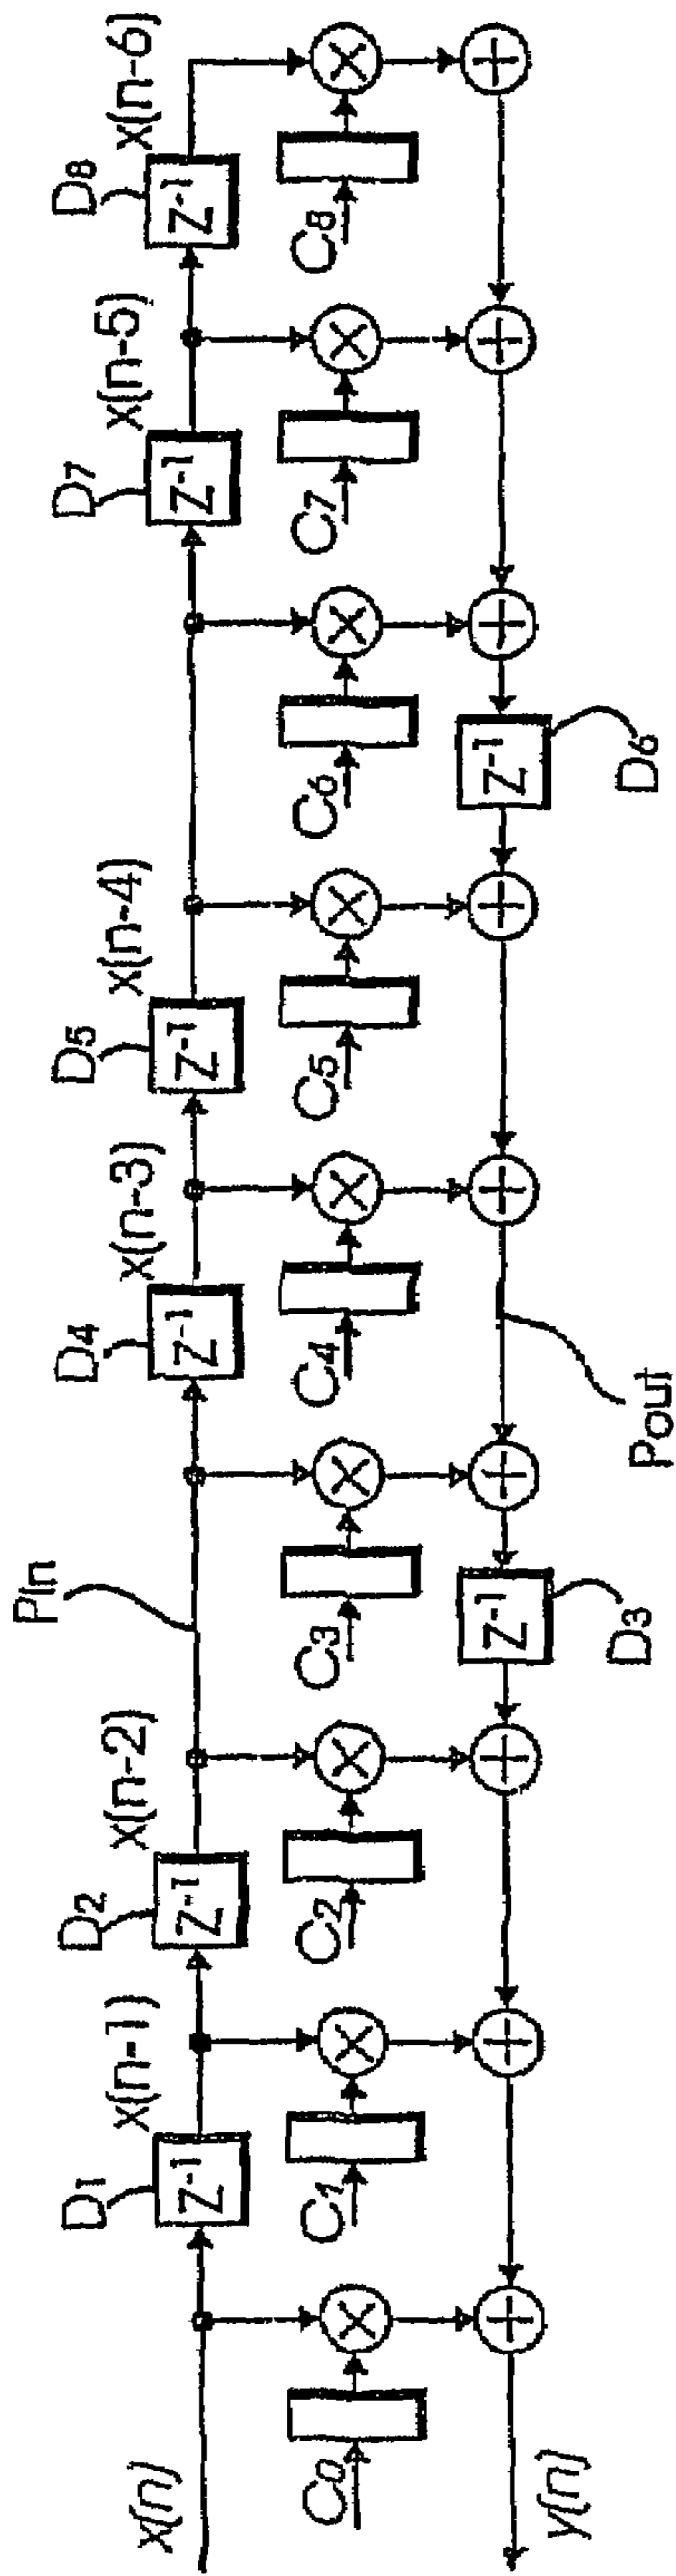 x(n)
x(n-1)
x(n-2)
x(n-3)
x(n-4)
x(n-5)
x(n-6)
D1
D2
Pin
D4
D5
D7
D8
Z-1
Z-1
Z-1
Z-1
Z-1
Z-1
C0
C1
C2
C3
C4
C5
C6
C7
C8
Z-1
Z-1
D3
D6
Pout
y(n)